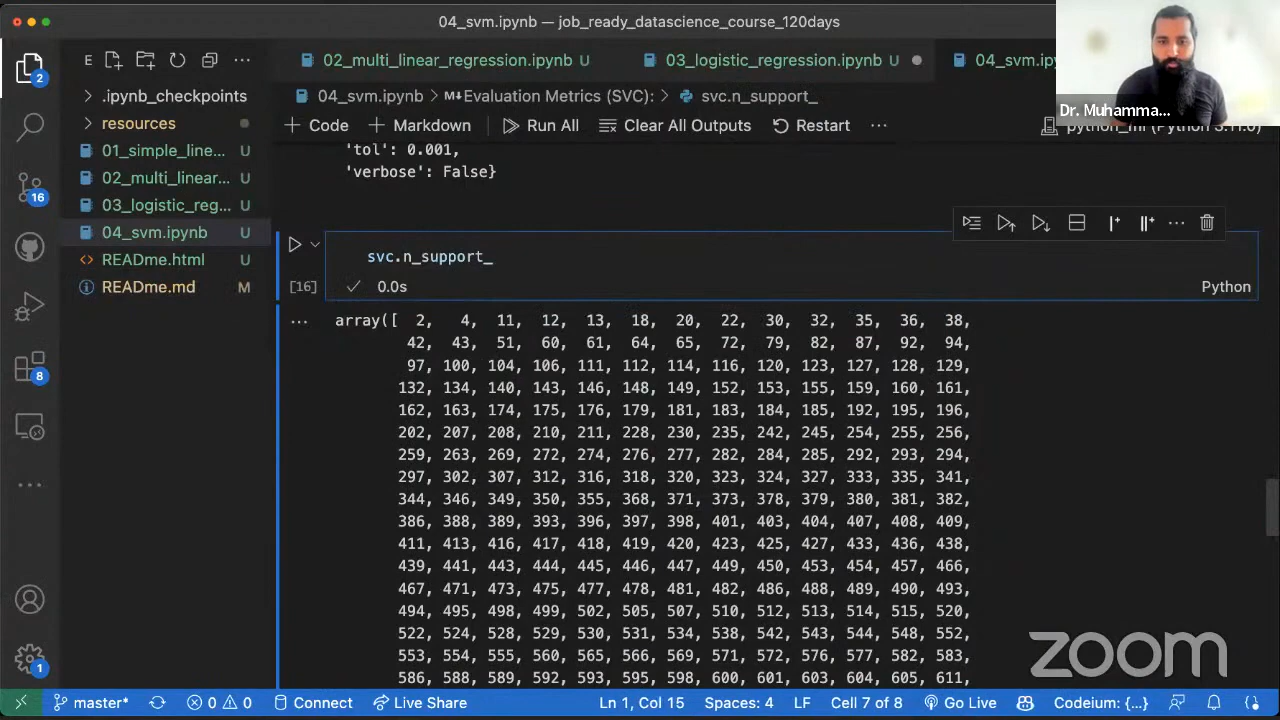 04_svm.ipynb — job_ready_datascience_course_120days
E
02_multi_linear_regression.ipynb U
03_logistic_regression.ipynb U
04_svm.ipy
Dr. Muhamma...
.ipynb_checkpoints
04_svm.ipynb > M↓Evaluation Metrics (SVC): > svc.n_support_
resources
+ Code + Markdown Run All Clear All Outputs Restart ...
01_simple_line... U
'tol': 0.001,
'verbose': False}
02_multi_linear... U
03_logistic_reg... U
04_svm.ipynb U
READme.html U
READme.md M
2
16
8
1
svc.n_support_
[16] 0.0s Python
array([ 2, 4, 11, 12, 13, 18, 20, 22, 30, 32, 35, 36, 38,
42, 43, 51, 60, 61, 64, 65, 72, 79, 82, 87, 92, 94,
97, 100, 104, 106, 111, 112, 114, 116, 120, 123, 127, 128, 129,
132, 134, 140, 143, 146, 148, 149, 152, 153, 155, 159, 160, 161,
162, 163, 174, 175, 176, 179, 181, 183, 184, 185, 192, 195, 196,
202, 207, 208, 210, 211, 228, 230, 235, 242, 245, 254, 255, 256,
259, 263, 269, 272, 274, 276, 277, 282, 284, 285, 292, 293, 294,
297, 302, 307, 312, 316, 318, 320, 323, 324, 327, 333, 335, 341,
344, 346, 349, 350, 355, 368, 371, 373, 378, 379, 380, 381, 382,
386, 388, 389, 393, 396, 397, 398, 401, 403, 404, 407, 408, 409,
411, 413, 416, 417, 418, 419, 420, 423, 425, 427, 433, 436, 438,
439, 441, 443, 444, 445, 446, 447, 449, 450, 453, 454, 457, 466,
467, 471, 473, 475, 477, 478, 481, 482, 486, 488, 489, 490, 493,
494, 495, 498, 499, 502, 505, 507, 510, 512, 513, 514, 515, 520,
522, 524, 528, 529, 530, 531, 534, 538, 542, 543, 544, 548, 552,
553, 554, 555, 560, 565, 566, 569, 571, 572, 576, 577, 582, 583,
586, 588, 589, 592, 593, 595, 598, 600, 601, 603, 604, 605, 611,
zoom
master* 0 0 Connect Live Share Ln 1, Col 15 Spaces: 4 LF Cell 7 of 8 Go Live Codeium: {...}